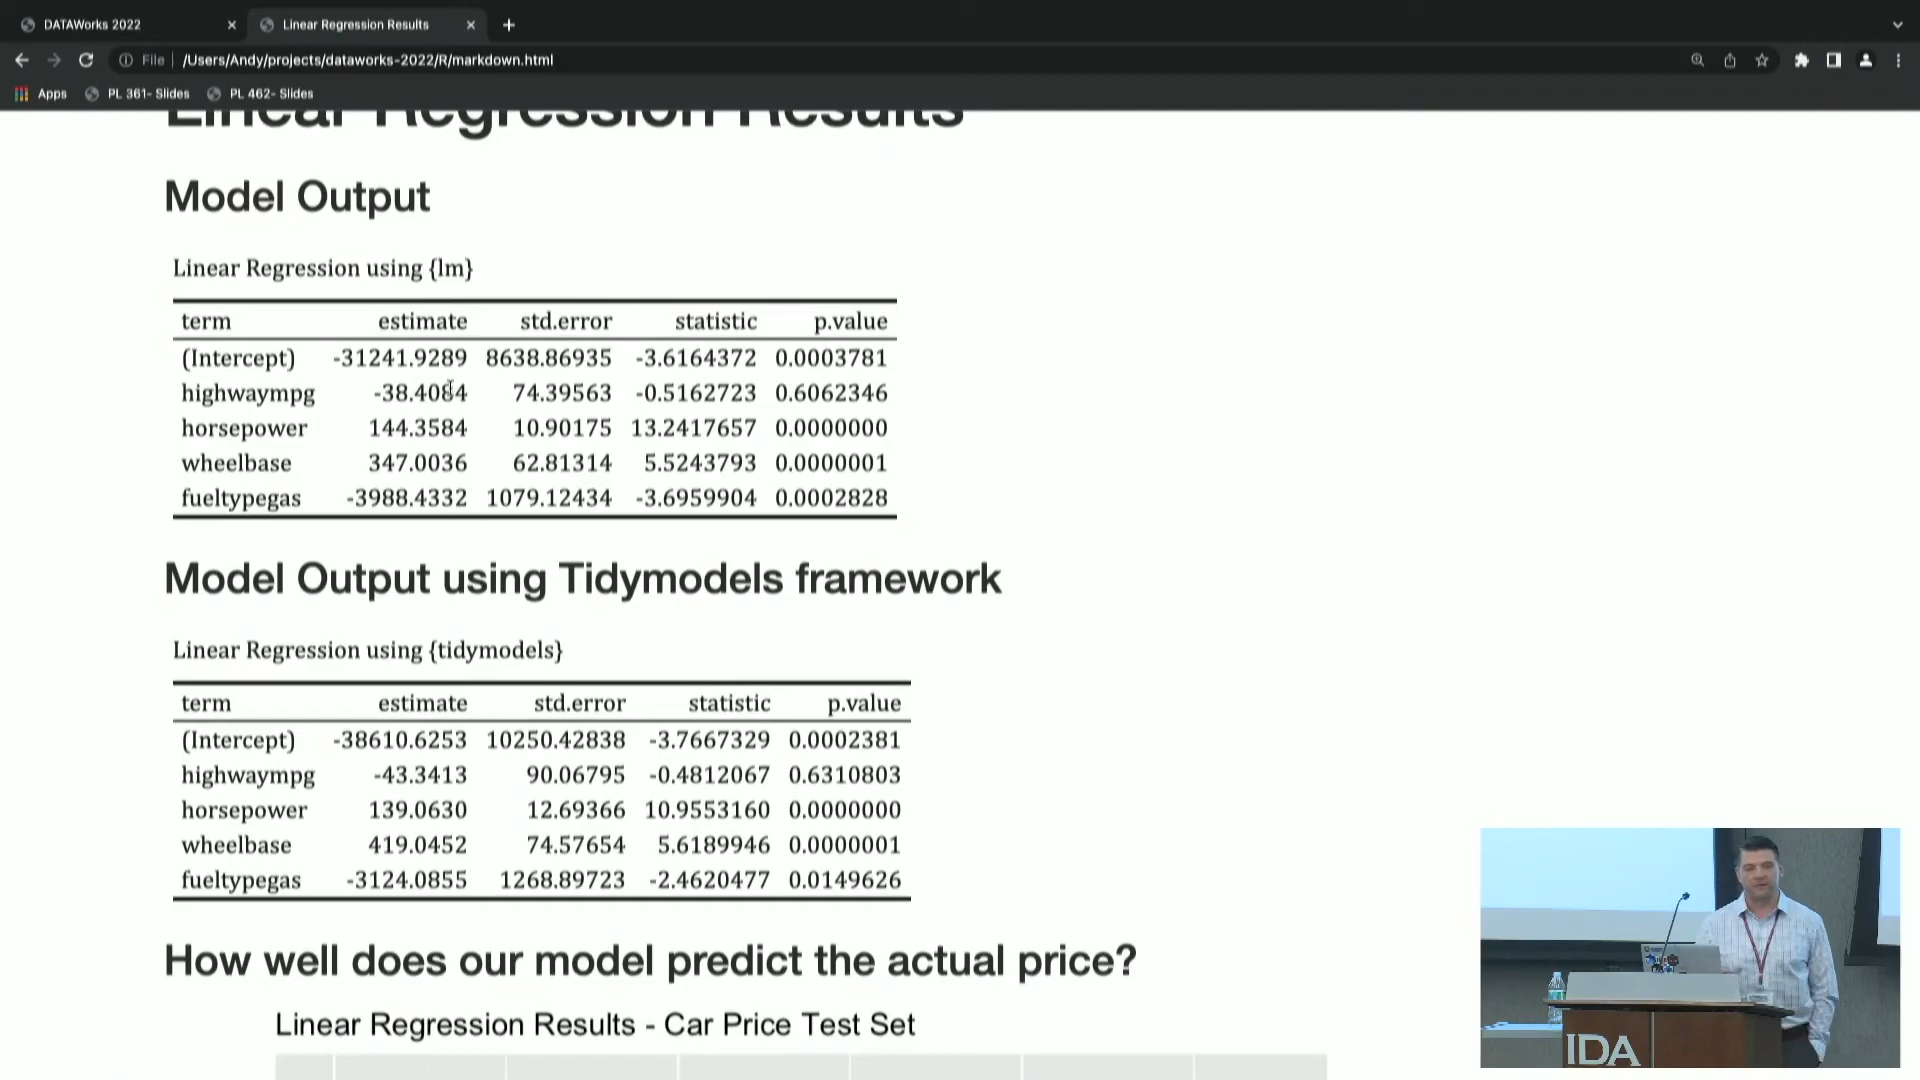 DATAWorks 2022
Linear Regression Results
File /Users/Andy/projects/dataworks-2022/R/markdown.html
Apps PL 361- Slides PL 462- Slides
Linear Regression Results
Model Output
Linear Regression using {lm}
term estimate std.error statistic p.value
(Intercept) -31241.9289 8638.86935 -3.6164372 0.0003781
highwaympg -38.4084 74.39563 -0.5162723 0.6062346
horsepower 144.3584 10.90175 13.2417657 0.0000000
wheelbase 347.0036 62.81314 5.5243793 0.0000001
fueltypegas -3988.4332 1079.12434 -3.6959904 0.0002828
Model Output using Tidymodels framework
Linear Regression using {tidymodels}
term estimate std.error statistic p.value
(Intercept) -38610.6253 10250.42838 -3.7667329 0.0002381
highwaympg -43.3413 90.06795 -0.4812067 0.6310803
horsepower 139.0630 12.69366 10.9553160 0.0000000
wheelbase 419.0452 74.57654 5.6189946 0.0000001
fueltypegas -3124.0855 1268.89723 -2.4620477 0.0149626
How well does our model predict the actual price?
Linear Regression Results - Car Price Test Set
IDA